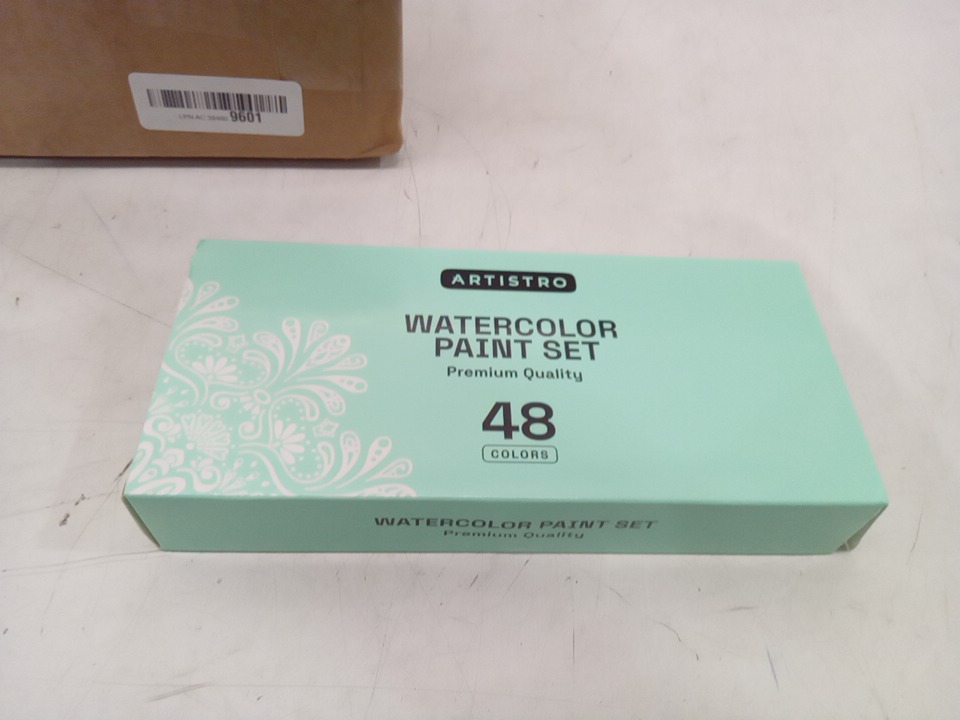 9601
ARTISTRO
WATERCOLOR
PAINT SET
Premium Quality
48
COLORS
WATERCOLOR PAINT SET
Premium Quality